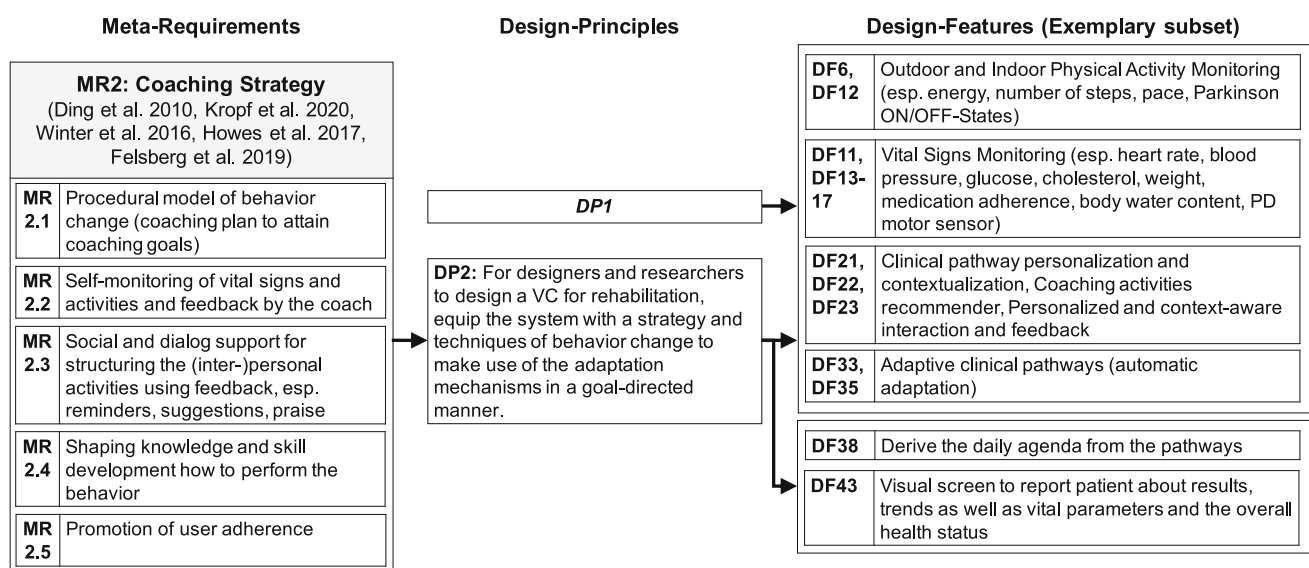 Meta-Requirements
MR2: Coaching Strategy
(Ding et al. 2010, Kropf et al. 2020,
Winter et al. 2016, Howes et al. 2017,
Felsberg et al. 2019)
MR 2.1
Procedural model of behavior
change (coaching plan to attain
coaching goals)
MR 2.2
Self-monitoring of vital signs and
activities and feedback by the coach
MR 2.3
Social and dialog support for
structuring the (inter-)personal
activities using feedback, esp.
reminders, suggestions, praise
MR 2.4
Shaping knowledge and skill
development how to perform the
behavior
MR 2.5
Promotion of user adherence
Design-Principles
DP1
DP2: For designers and researchers
to design a VC for rehabilitation,
equip the system with a strategy and
techniques of behavior change to
make use of the adaptation
mechanisms in a goal-directed
manner.
Design-Features (Exemplary subset)
DF6,
DF12
Outdoor and Indoor Physical Activity Monitoring
(esp. energy, number of steps, pace, Parkinson
ON/OFF-States)
DF11,
DF13-
17
Vital Signs Monitoring (esp. heart rate, blood
pressure, glucose, cholesterol, weight,
medication adherence, body water content, PD
motor sensor)
DF21,
DF22,
DF23
Clinical pathway personalization and
contextualization, Coaching activities
recommender, Personalized and context-aware
interaction and feedback
DF33,
DF35
Adaptive clinical pathways (automatic
adaptation)
DF38
Derive the daily agenda from the pathways
DF43
Visual screen to report patient about results,
trends as well as vital parameters and the overall
health status